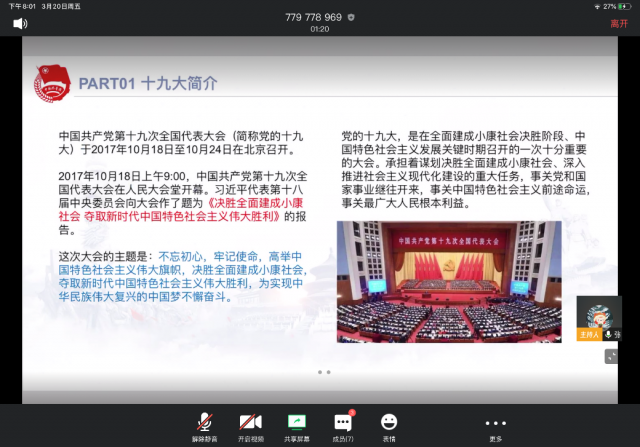 下午8:01 3月20日周五
27%
779 778 969
01:20
离开
PART01 十九大简介
中国共产党第十九次全国代表大会（简称党的十九
大）于2017年10月18日至10月24日在北京召开。
2017年10月18日上午9:00，中国共产党第十九次全
国代表大会在人民大会堂开幕。习近平代表第十八
届中央委员会向大会作了题为《决胜全面建成小康
社会 夺取新时代中国特色社会主义伟大胜利》的报
告。
这次大会的主题是：不忘初心，牢记使命，高举中
国特色社会主义伟大旗帜，决胜全面建成小康社会，
夺取新时代中国特色社会主义伟大胜利，为实现中
华民族伟大复兴的中国梦不懈奋斗。
党的十九大，是在全面建成小康社会决胜阶段、中
国特色社会主义发展关键时期召开的一次十分重要
的大会。承担着谋划决胜全面建成小康社会、深入
推进社会主义现代化建设的重大任务，事关党和国
家事业继往开来，事关中国特色社会主义前途命运，
事关最广大人民根本利益。
中国共产党第十九次全国代表大会
主持人 张
解除静音
开启视频
共享屏幕
成员(7)
表情
更多